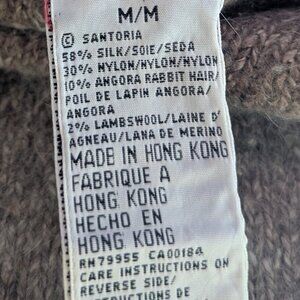 M/M
© SANTORIA
58% SILK/SOIE/SEDA
30% NYLON/NYLON/NYLON
10% ANGORA RABBIT HAIR/
POIL DE LAPIN ANGORA/
ANGORA
2% LAMBSWOOL/LAINE D'
AGNEAU/LANA DE MERINO
MADE IN HONG KONG
FABRIQUE A
HONG KONG
HECHO EN
HONG KONG
RN79955 CA00184
CARE INSTRUCTIONS ON
REVERSE SIDE/
DE